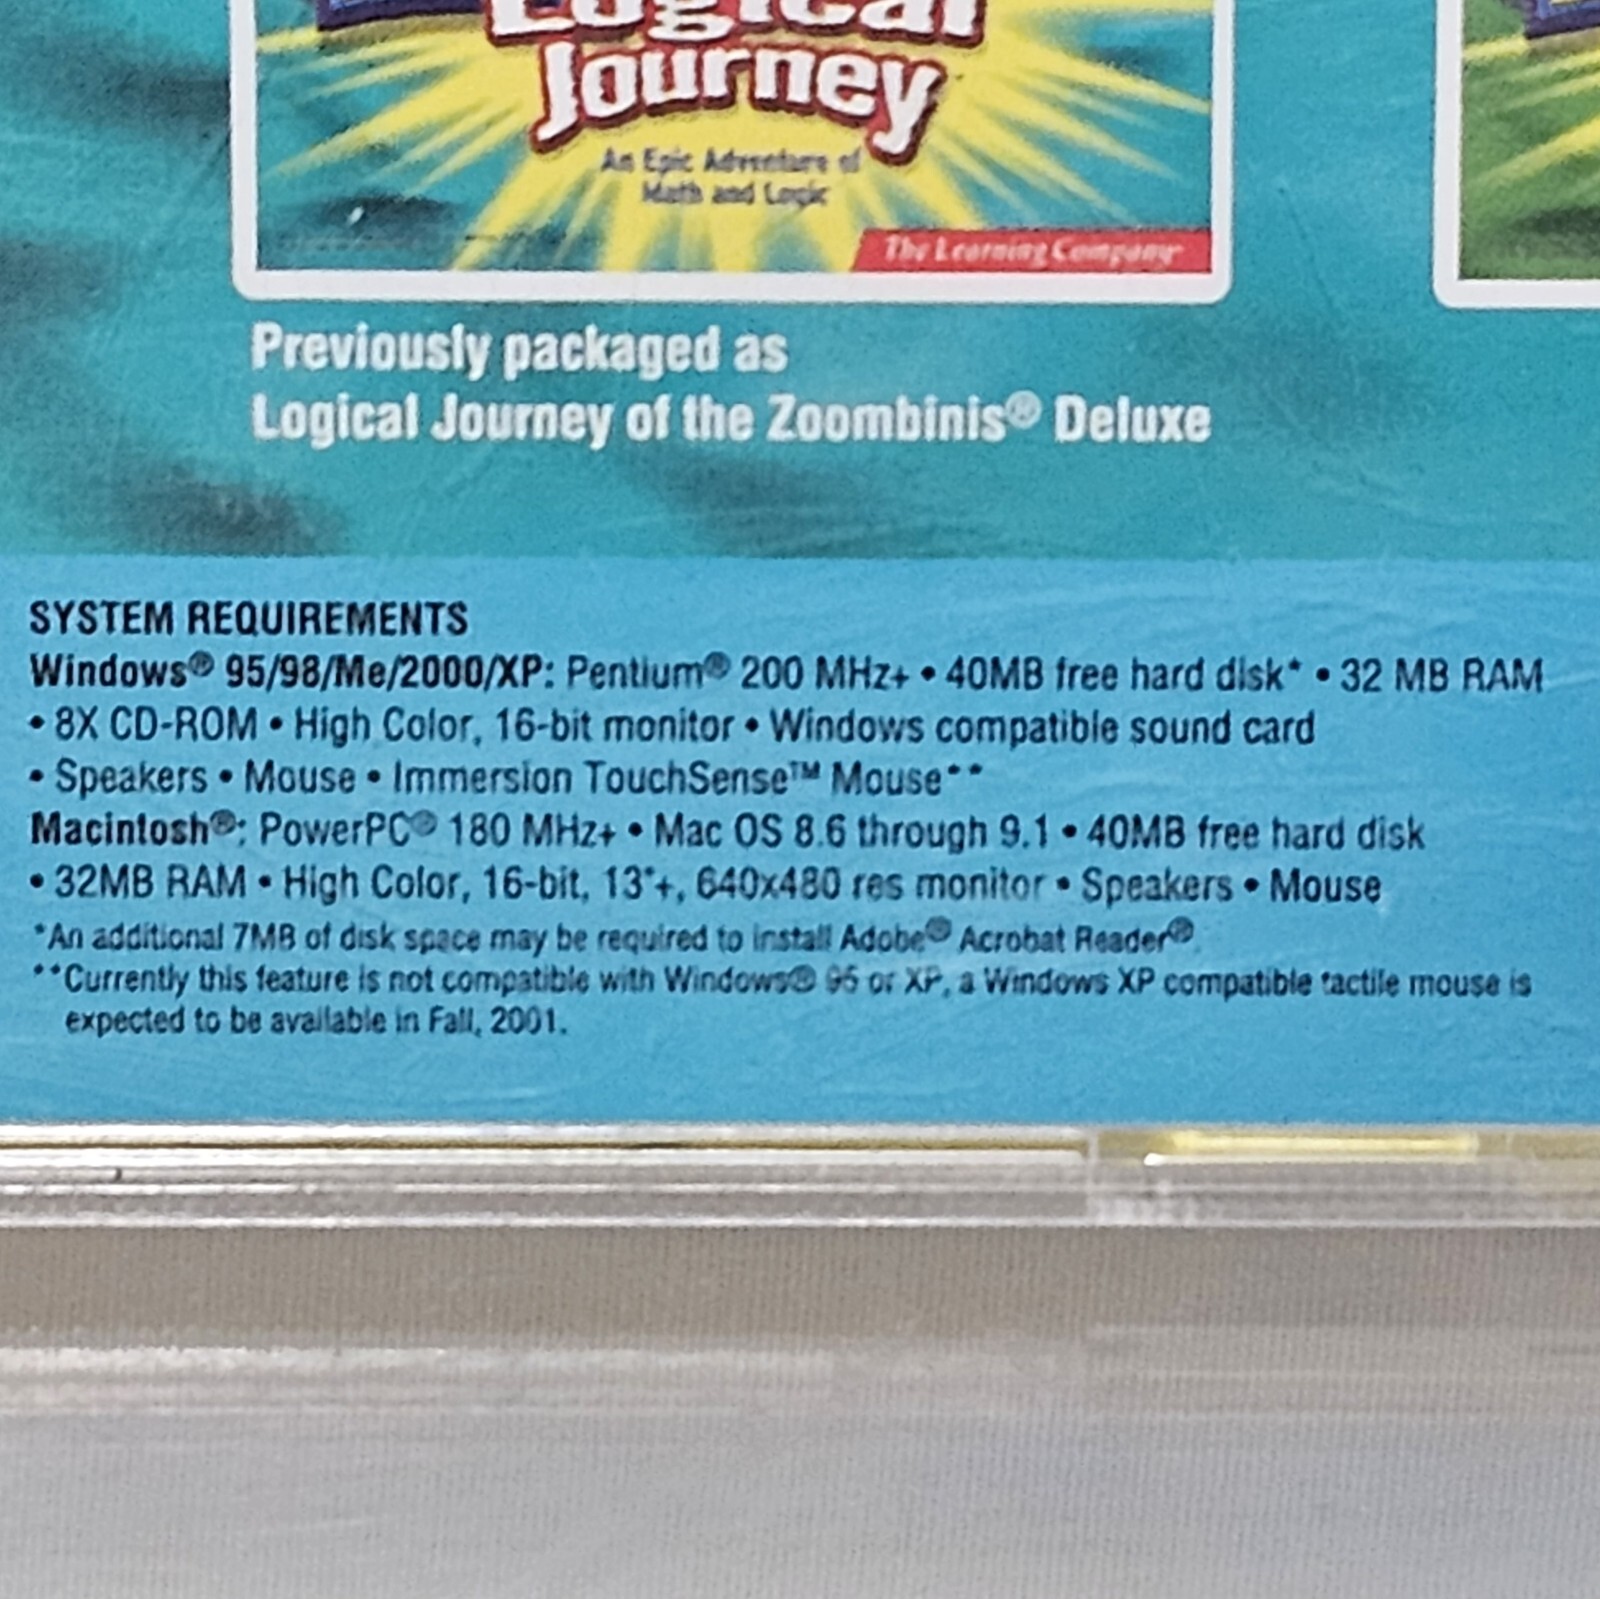 Logical
Journey
An Epic Adventure of
Math and Logic
The Learning Company®
Previously packaged as
Logical Journey of the Zoombinis® Deluxe
SYSTEM REQUIREMENTS
Windows® 95/98/Me/2000/XP: Pentium® 200 MHz+ • 40MB free hard disk* • 32 MB RAM
• 8X CD-ROM • High Color, 16-bit monitor • Windows compatible sound card
• Speakers • Mouse • Immersion TouchSense™ Mouse**
Macintosh®: PowerPC® 180 MHz+ • Mac OS 8.6 through 9.1 • 40MB free hard disk
• 32MB RAM • High Color, 16-bit, 13"+, 640x480 res monitor • Speakers • Mouse
*An additional 7MB of disk space may be required to install Adobe® Acrobat Reader®.
**Currently this feature is not compatible with Windows® 95 or XP, a Windows XP compatible tactile mouse is
expected to be available in Fall, 2001.